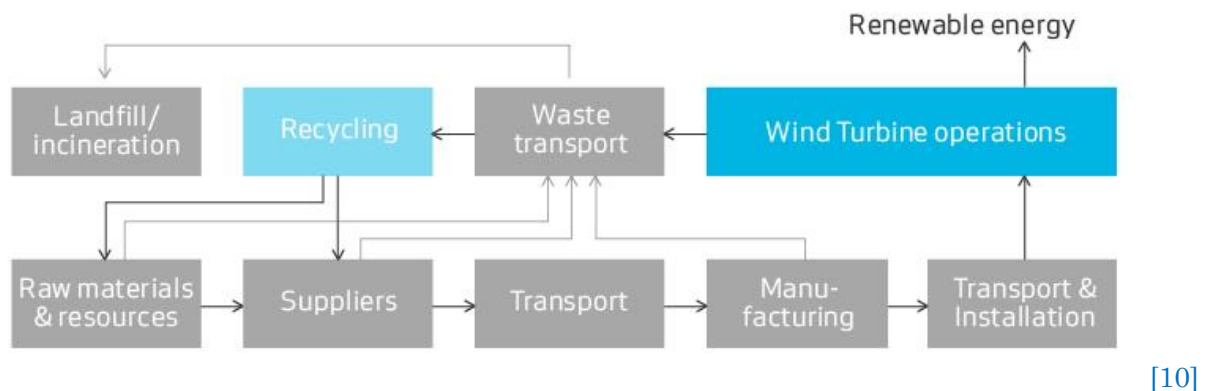 Renewable energy
Landfill/
incineration
Recycling
Waste
transport
Wind Turbine operations
Raw materials
& resources
Suppliers
Transport
Manu-
facturing
Transport &
Installation
[10]